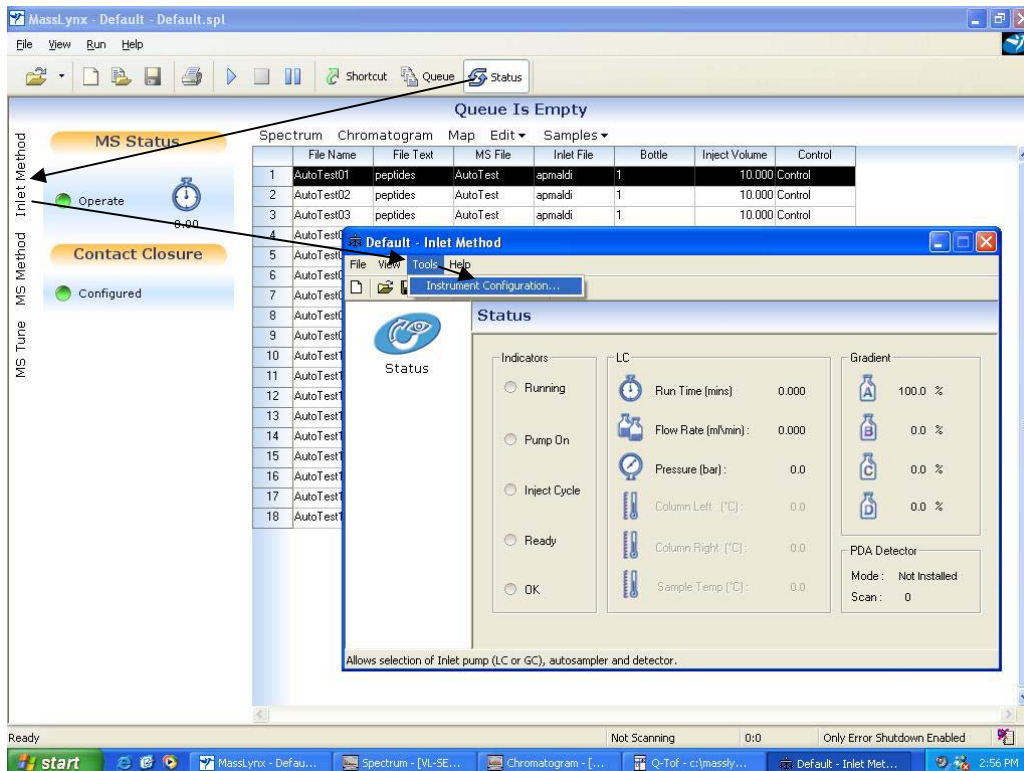 MassLynx - Default - Default.spl
File View Run Help
Shortcut Queue Status
Queue Is Empty
Inlet Method
MS Method
MS Tune
MS Status
Operate
0.00
Contact Closure
Configured
Spectrum Chromatogram Map Edit Samples
File Name File Text MS File Inlet File Bottle Inject Volume Control
1 AutoTest01 peptides AutoTest apmaldi 1 10.000 Control
2 AutoTest02 peptides AutoTest apmaldi 1 10.000 Control
3 AutoTest03 peptides AutoTest apmaldi 1 10.000 Control
4
5
6
7
8
9
10
11
12
13
14
15
16
17
18
Default - Inlet Method
File View Tools Help
Instrument Configuration...
Status
Status
Indicators
Running
Pump On
Inject Cycle
Ready
OK
LC
Run Time (mins) 0.000
Flow Rate (ml\min) : 0.000
Pressure (bar) : 0.0
Column Left (°C) : 0.0
Column Right (°C) : 0.0
Sample Temp (°C) : 0.0
Gradient
A 100.0 %
B 0.0 %
C 0.0 %
D 0.0 %
PDA Detector
Mode : Not Installed
Scan : 0
Allows selection of Inlet pump (LC or GC), autosampler and detector.
Ready Not Scanning 0:0 Only Error Shutdown Enabled
start MassLynx - Defau... Spectrum - [VL-SE... Chromatogram - [... Q-Tof - c:\massly... Default - Inlet Met... 2:56 PM